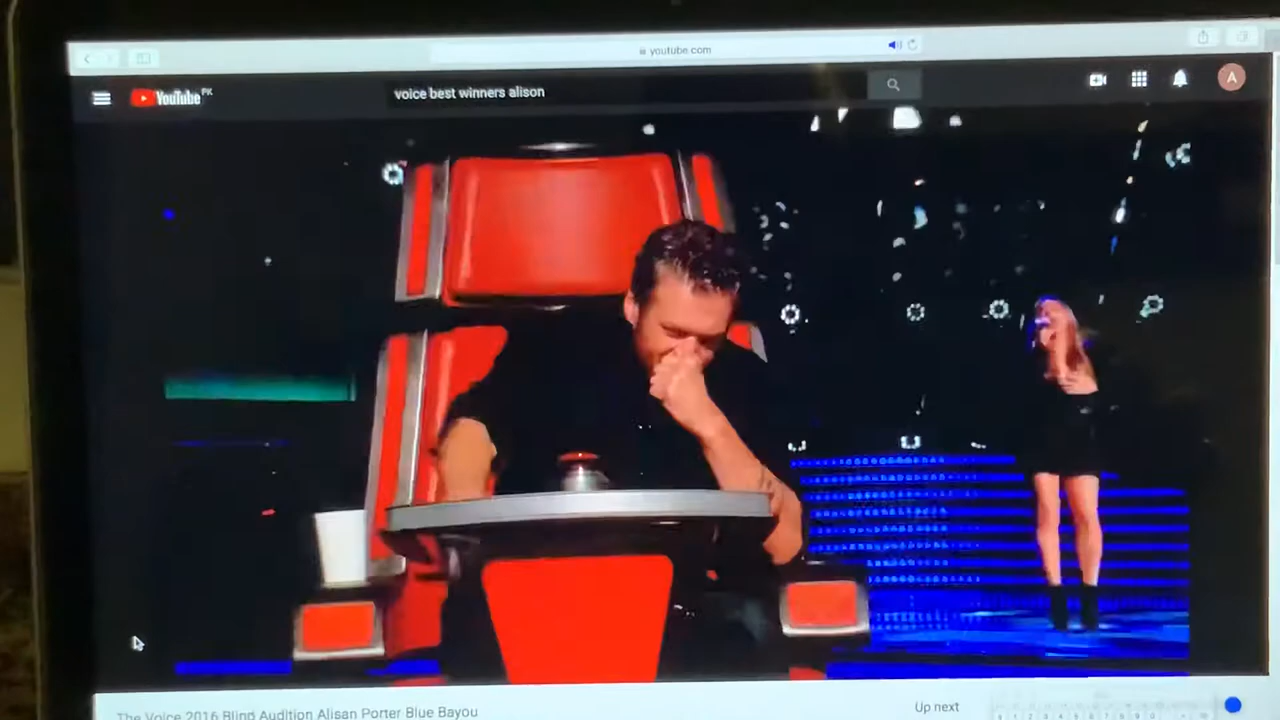 youtube.com
YouTube PK
voice best winners alison
A
The Voice 2016 Blind Audition Alisan Porter Blue Bayou
Up next